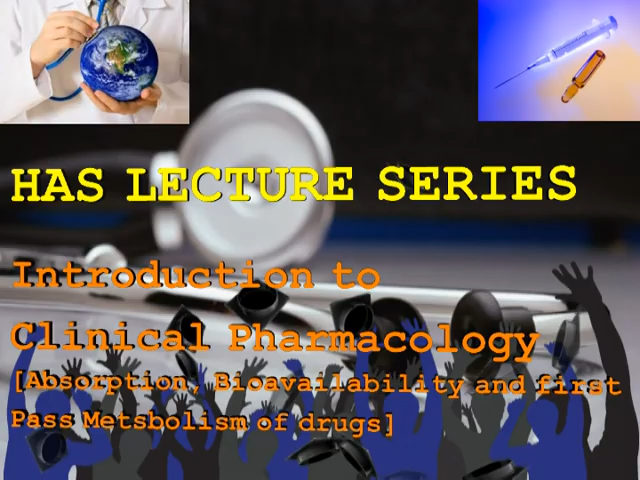 HAS LECTURE SERIES
Introduction to
Clinical Pharmacology
[Absorption, Bioavailability and first
Pass Metsbolism of drugs]